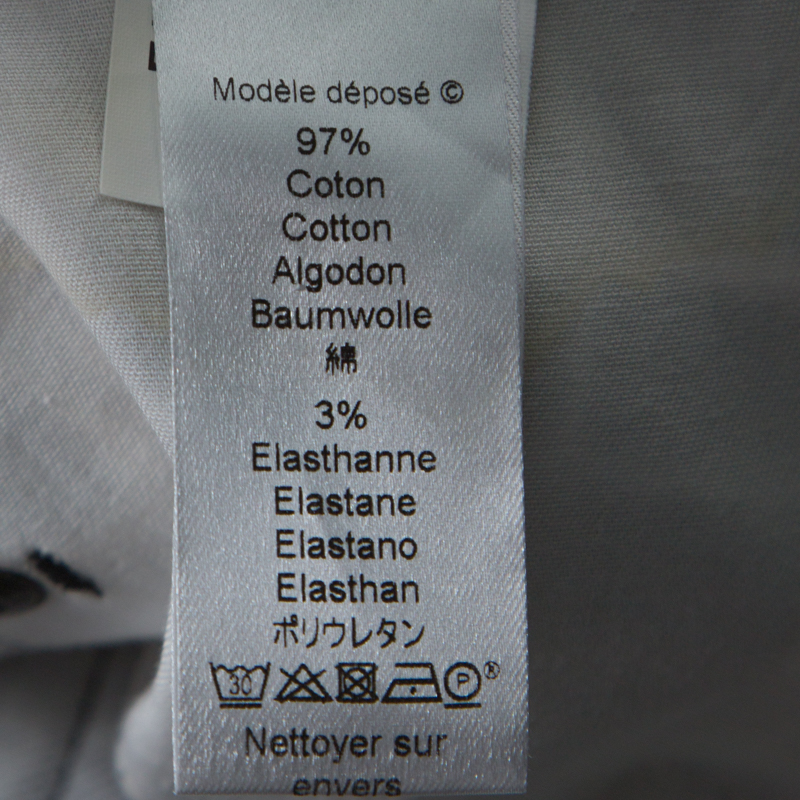 Modèle déposé ©
97%
Coton
Cotton
Algodon
Baumwolle
綿
3%
Elasthanne
Elastane
Elastano
Elasthan
ポリウレタン
30 P ®
Nettoyer sur
envers